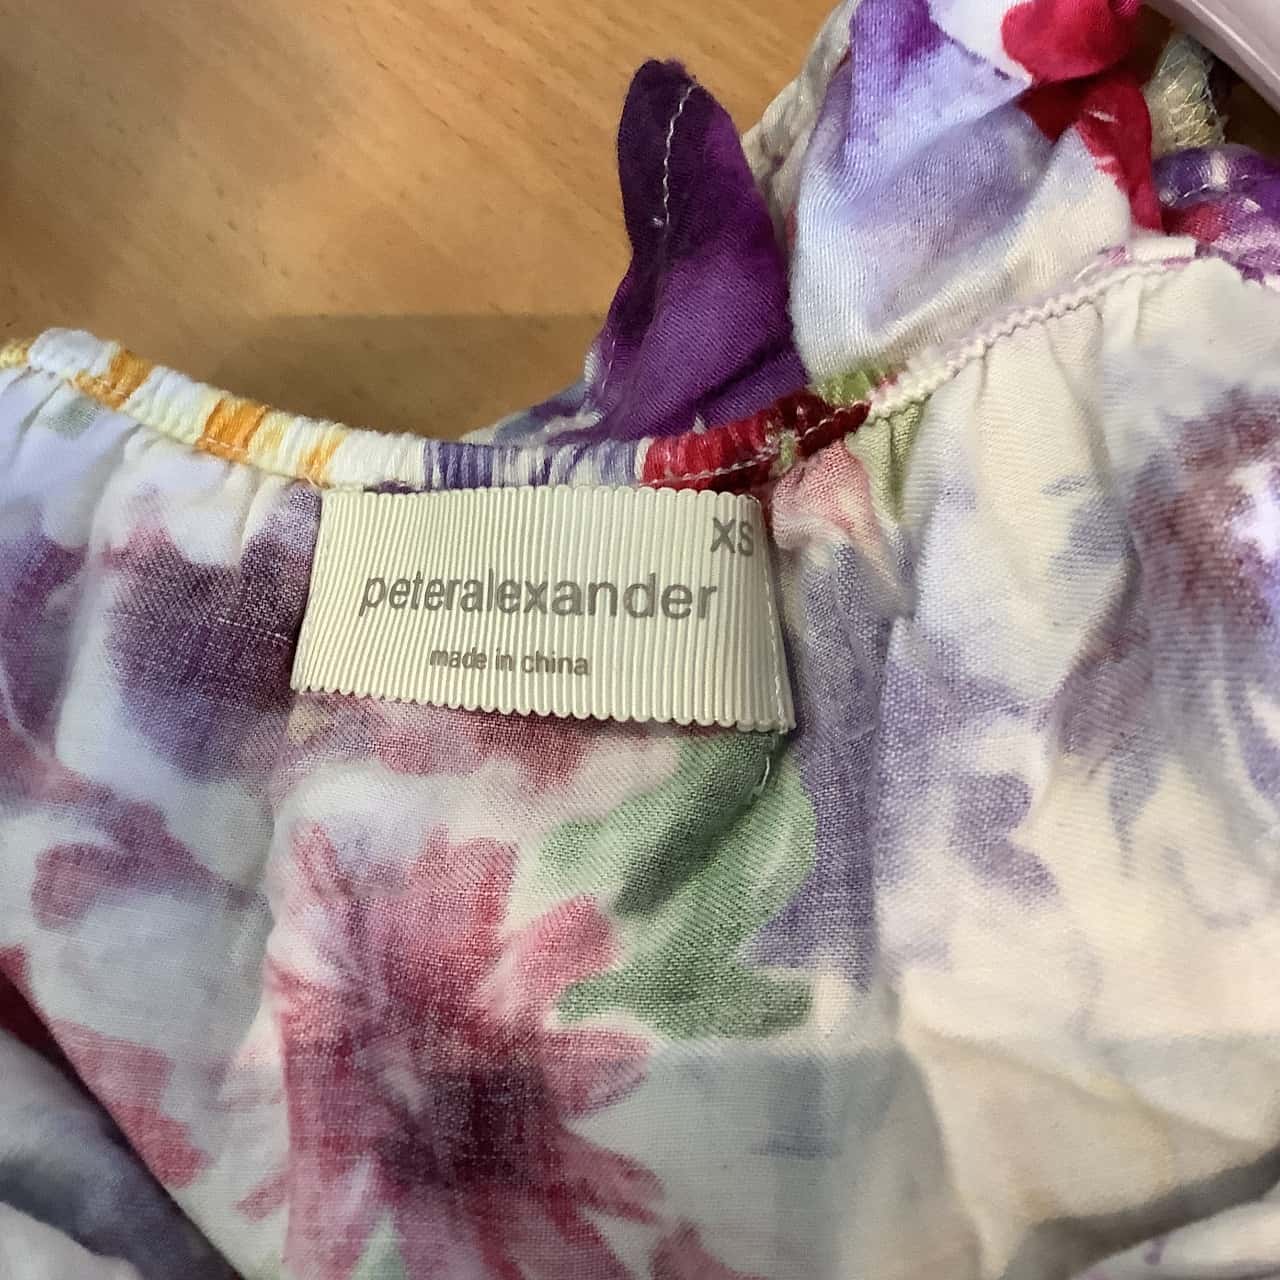 XS
peteralexander
made in china